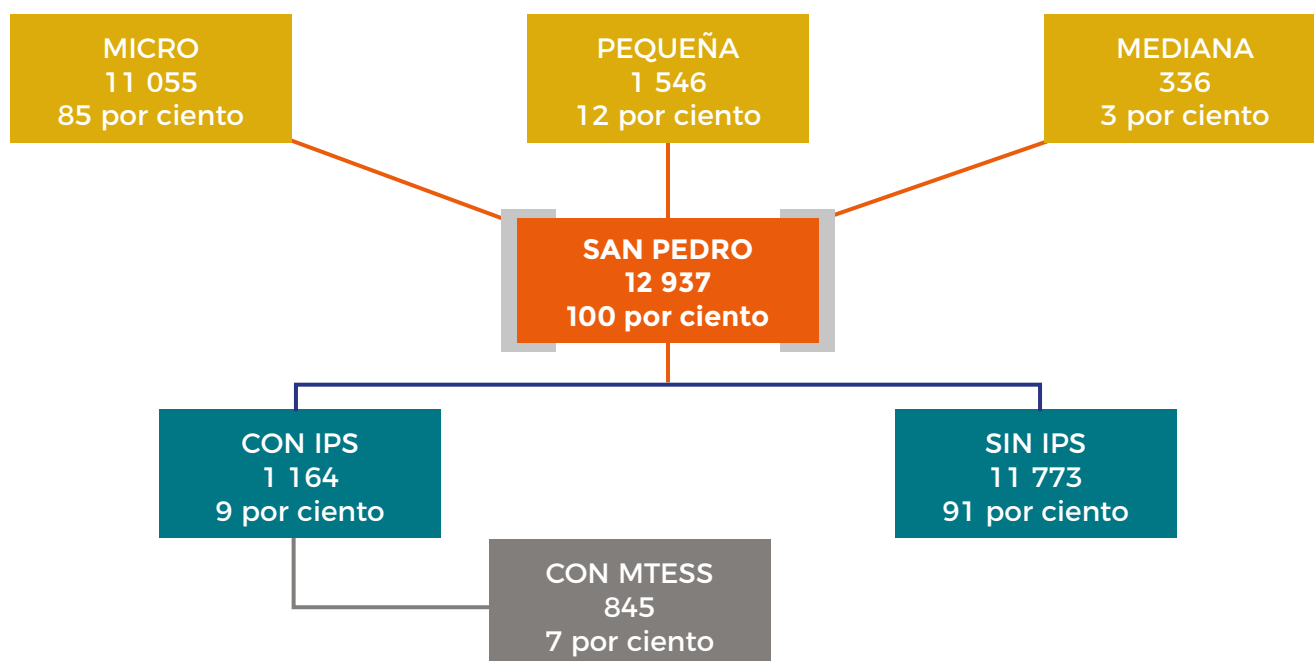 MICRO
11 055
85 por ciento
PEQUEÑA
1 546
12 por ciento
MEDIANA
336
3 por ciento
SAN PEDRO
12 937
100 por ciento
CON IPS
1 164
9 por ciento
SIN IPS
11 773
91 por ciento
CON MTESS
845
7 por ciento